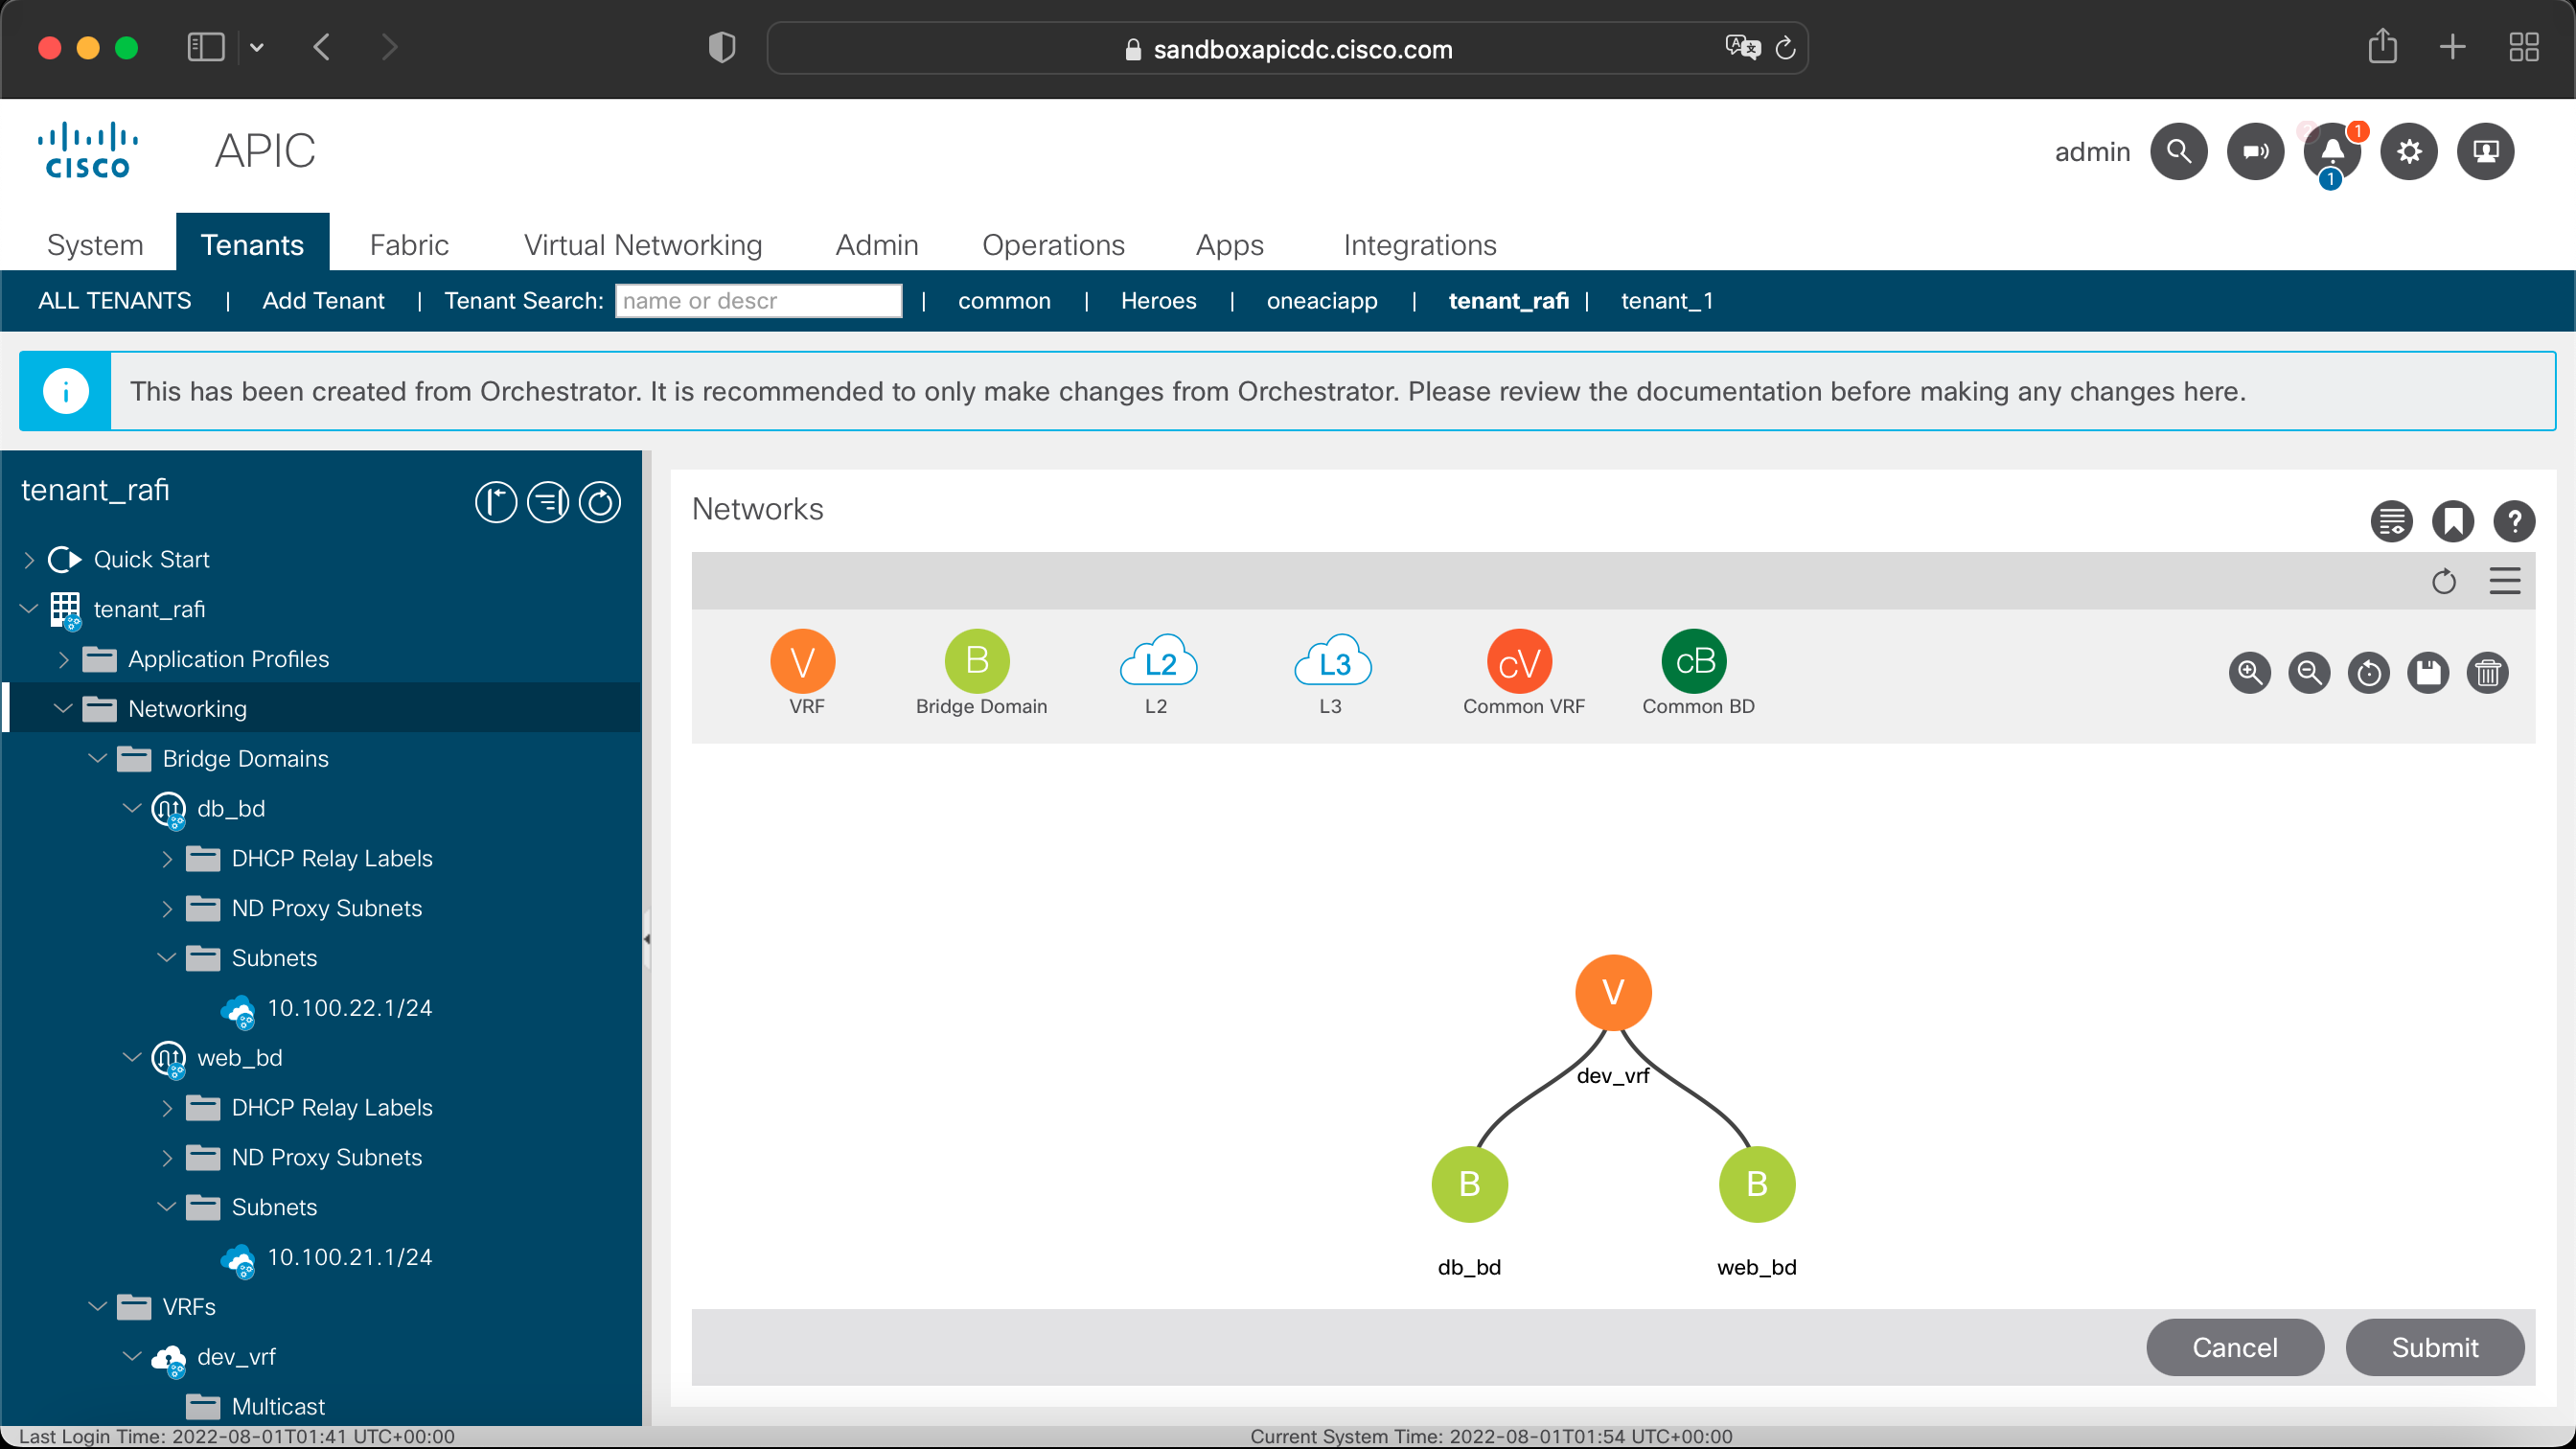 sandboxapicdc.cisco.com
CISCO
APIC
admin
1
1
System Tenants Fabric Virtual Networking Admin Operations Apps Integrations
ALL TENANTS | Add Tenant | Tenant Search: name or descr | common | Heroes | oneaciapp | tenant_rafi | tenant_1
i This has been created from Orchestrator. It is recommended to only make changes from Orchestrator. Please review the documentation before making any changes here.
tenant_rafi
Quick Start
tenant_rafi
Application Profiles
Networking
Bridge Domains
db_bd
DHCP Relay Labels
ND Proxy Subnets
Subnets
10.100.22.1/24
web_bd
DHCP Relay Labels
ND Proxy Subnets
Subnets
10.100.21.1/24
VRFs
dev_vrf
Multicast
Networks
?
V B L2 L3 cV cB
VRF Bridge Domain L2 L3 Common VRF Common BD
V
dev_vrf
B B
db_bd web_bd
Cancel Submit
Last Login Time: 2022-08-01T01:41 UTC+00:00 Current System Time: 2022-08-01T01:54 UTC+00:00